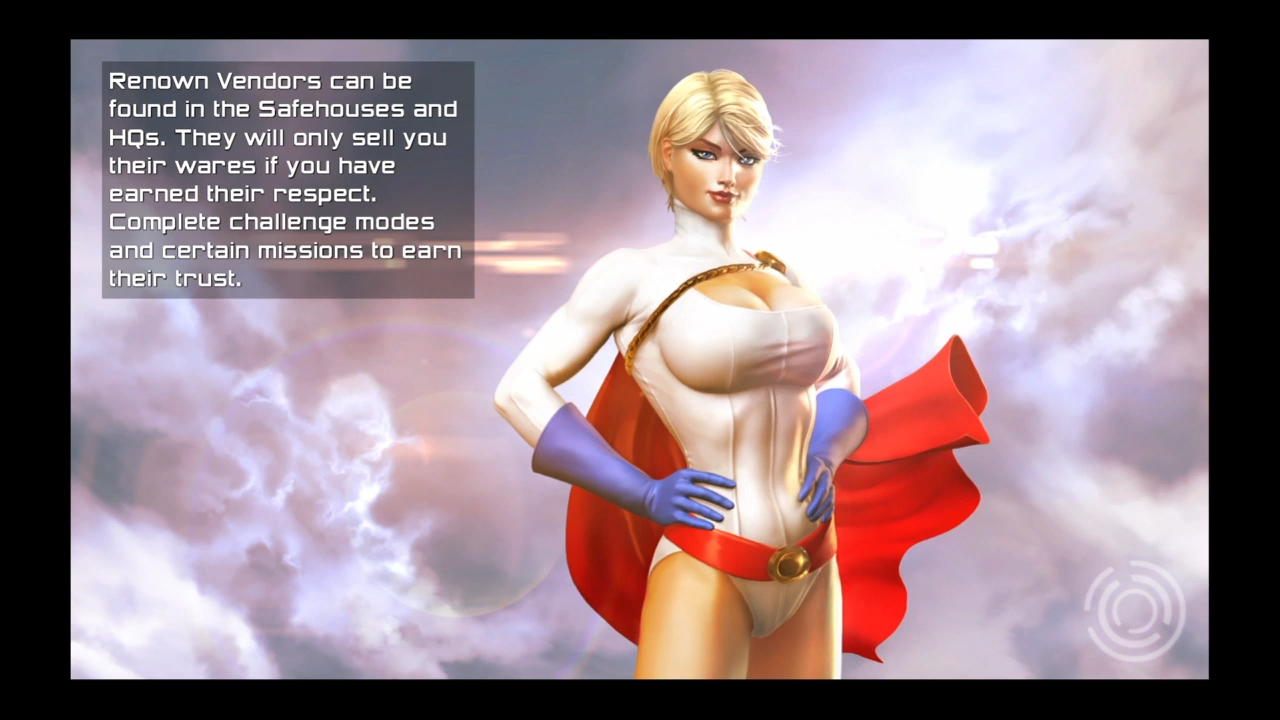 Renown Vendors can be
found in the Safehouses and
HQs. They will only sell you
their wares if you have
earned their respect.
Complete challenge modes
and certain missions to earn
their trust.